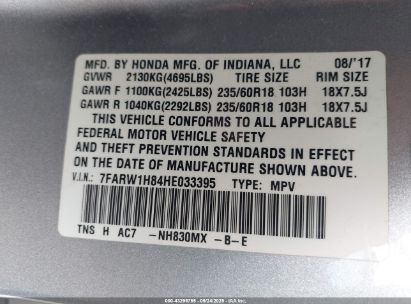 MFD. BY HONDA MFG. OF INDIANA, LLC 08/'17
GVWR 2130KG(4695LBS) TIRE SIZE RIM SIZE
GAWR F 1100KG(2425LBS) 235/60R18 103H 18X7.5J
GAWR R 1040KG(2292LBS) 235/60R18 103H 18X7.5J
THIS VEHICLE CONFORMS TO ALL APPLICABLE
FEDERAL MOTOR VEHICLE SAFETY
AND THEFT PREVENTION STANDARDS IN EFFECT ON
THE DATE OF MANUFACTURE SHOWN ABOVE.
V.I.N.: 7FARW1H84HE033395 TYPE: MPV
TNS H AC7 -NH830MX -B-E